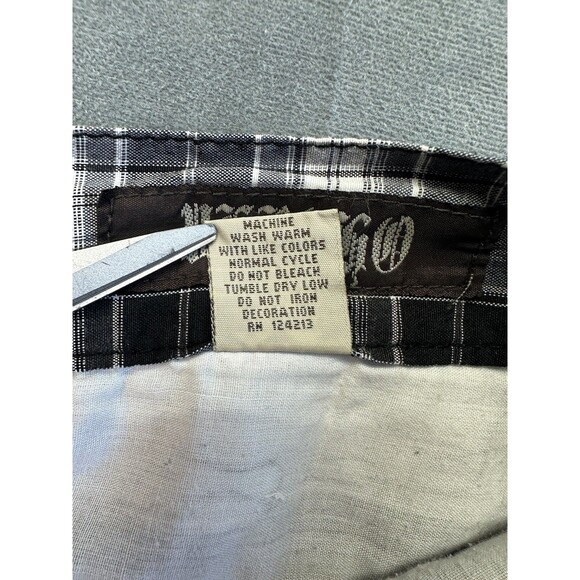 MACHINE
WASH WARM
WITH LIKE COLORS
NORMAL CYCLE
DO NOT BLEACH
TUMBLE DRY LOW
DO NOT IRON
DECORATION
RN 124213